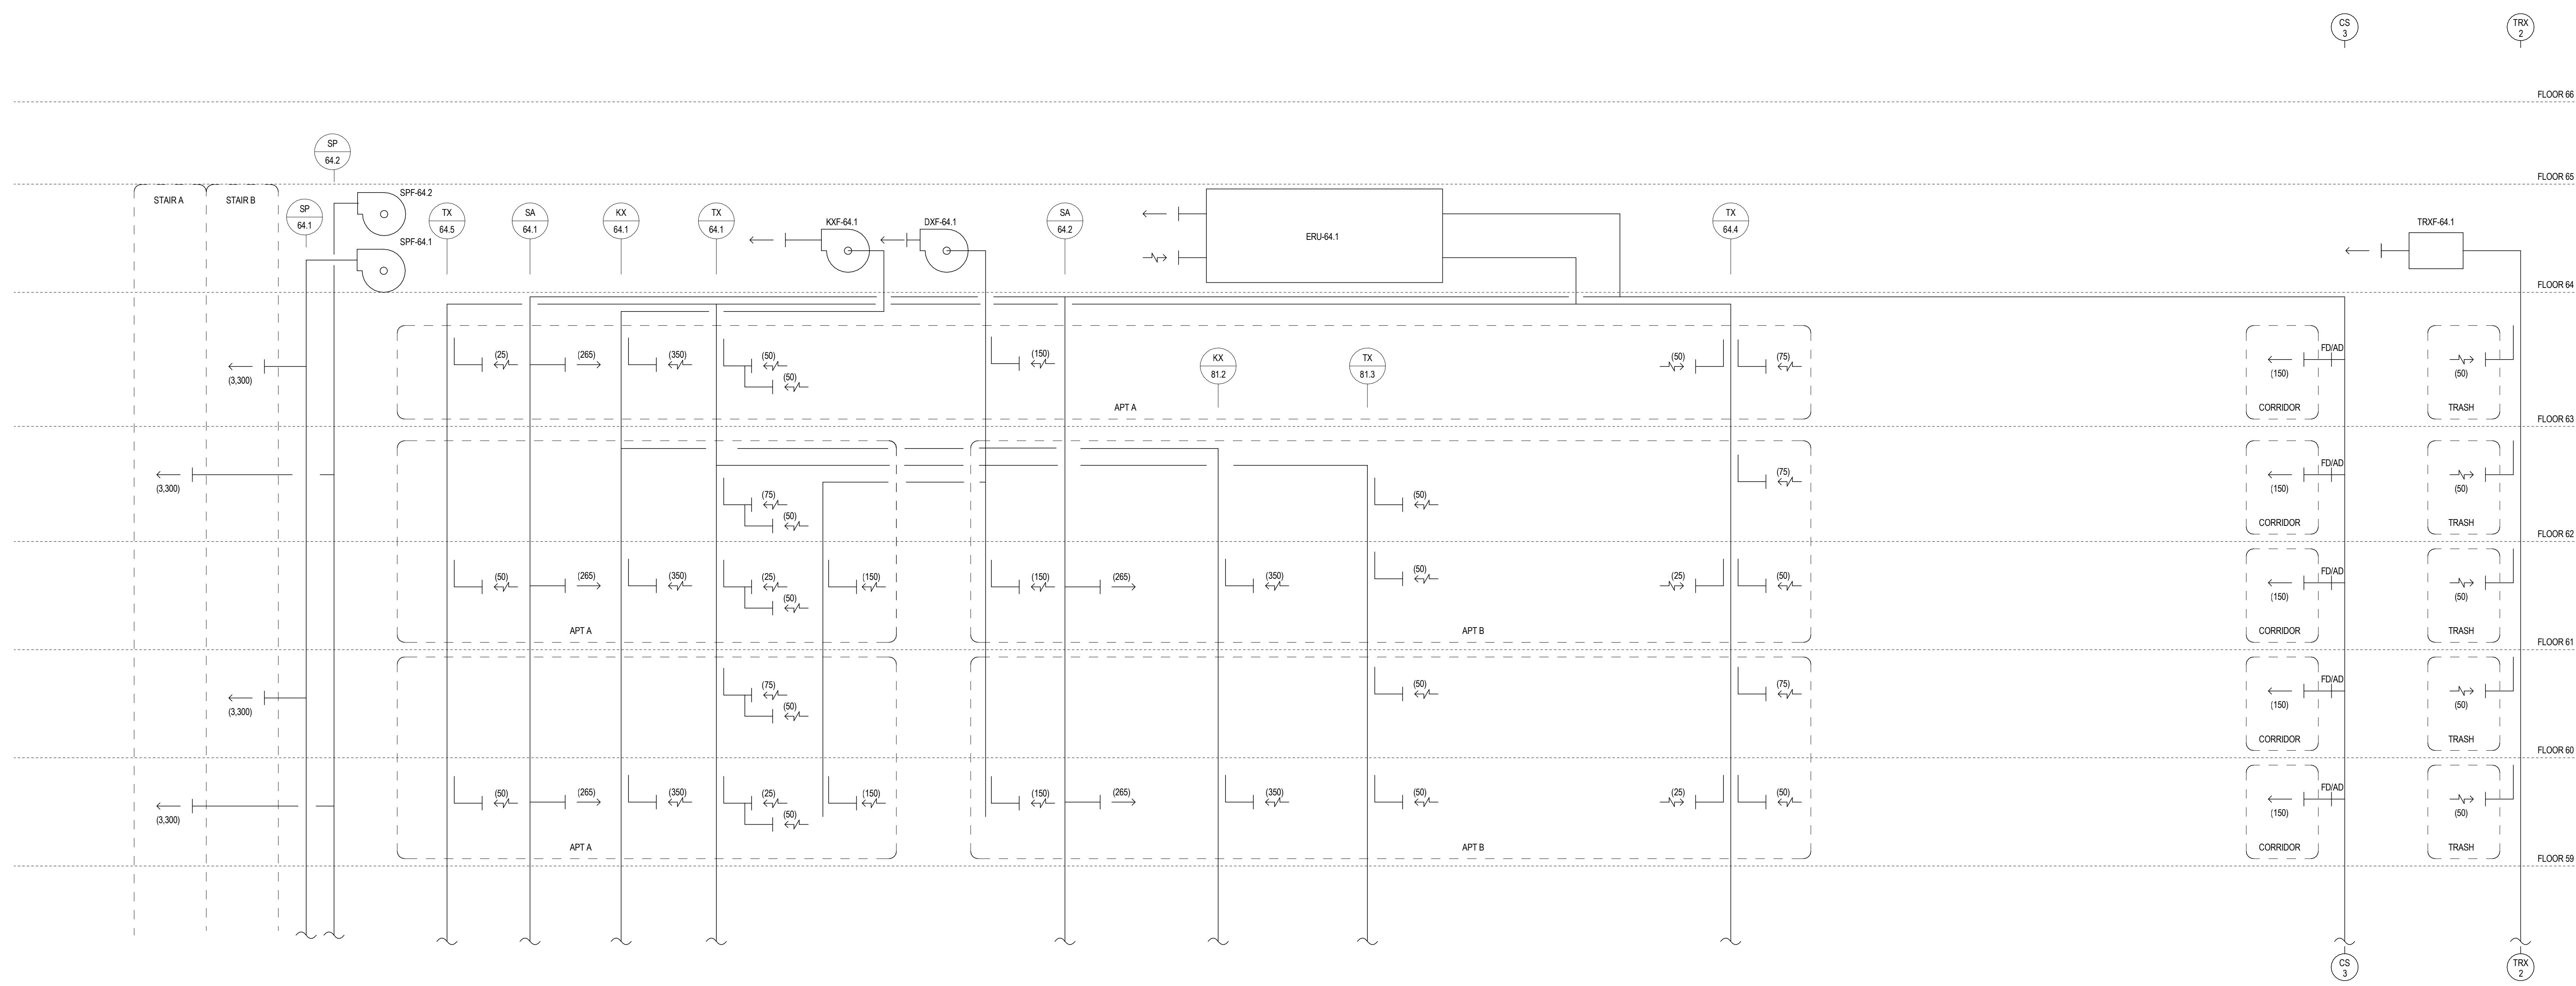 CS
3
TRX
2
FLOOR 66
SP
64.2
FLOOR 65
STAIR A
STAIR B
SP
64.1
SPF-64.2
SPF-64.1
TX
64.5
SA
64.1
KX
64.1
TX
64.1
KXF-64.1
DXF-64.1
SA
64.2
ERU-64.1
TX
64.4
TRXF-64.1
FLOOR 64
(3,300)
(25)
(265)
(350)
(50)
(50)
(150)
KX
81.2
TX
81.3
(50)
(75)
APT A
FD/AD
(150)
CORRIDOR
(50)
TRASH
FLOOR 63
(3,300)
(75)
(50)
(50)
(75)
FD/AD
(150)
CORRIDOR
(50)
TRASH
FLOOR 62
(50)
(265)
(350)
(25)
(50)
(150)
APT A
(150)
(265)
(350)
(50)
(25)
(50)
APT B
FD/AD
(150)
CORRIDOR
(50)
TRASH
FLOOR 61
(3,300)
(75)
(50)
(50)
(75)
FD/AD
(150)
CORRIDOR
(50)
TRASH
FLOOR 60
(3,300)
(50)
(265)
(350)
(25)
(50)
(150)
APT A
(150)
(265)
(350)
(50)
(25)
(50)
APT B
FD/AD
(150)
CORRIDOR
(50)
TRASH
FLOOR 59
CS
3
TRX
2